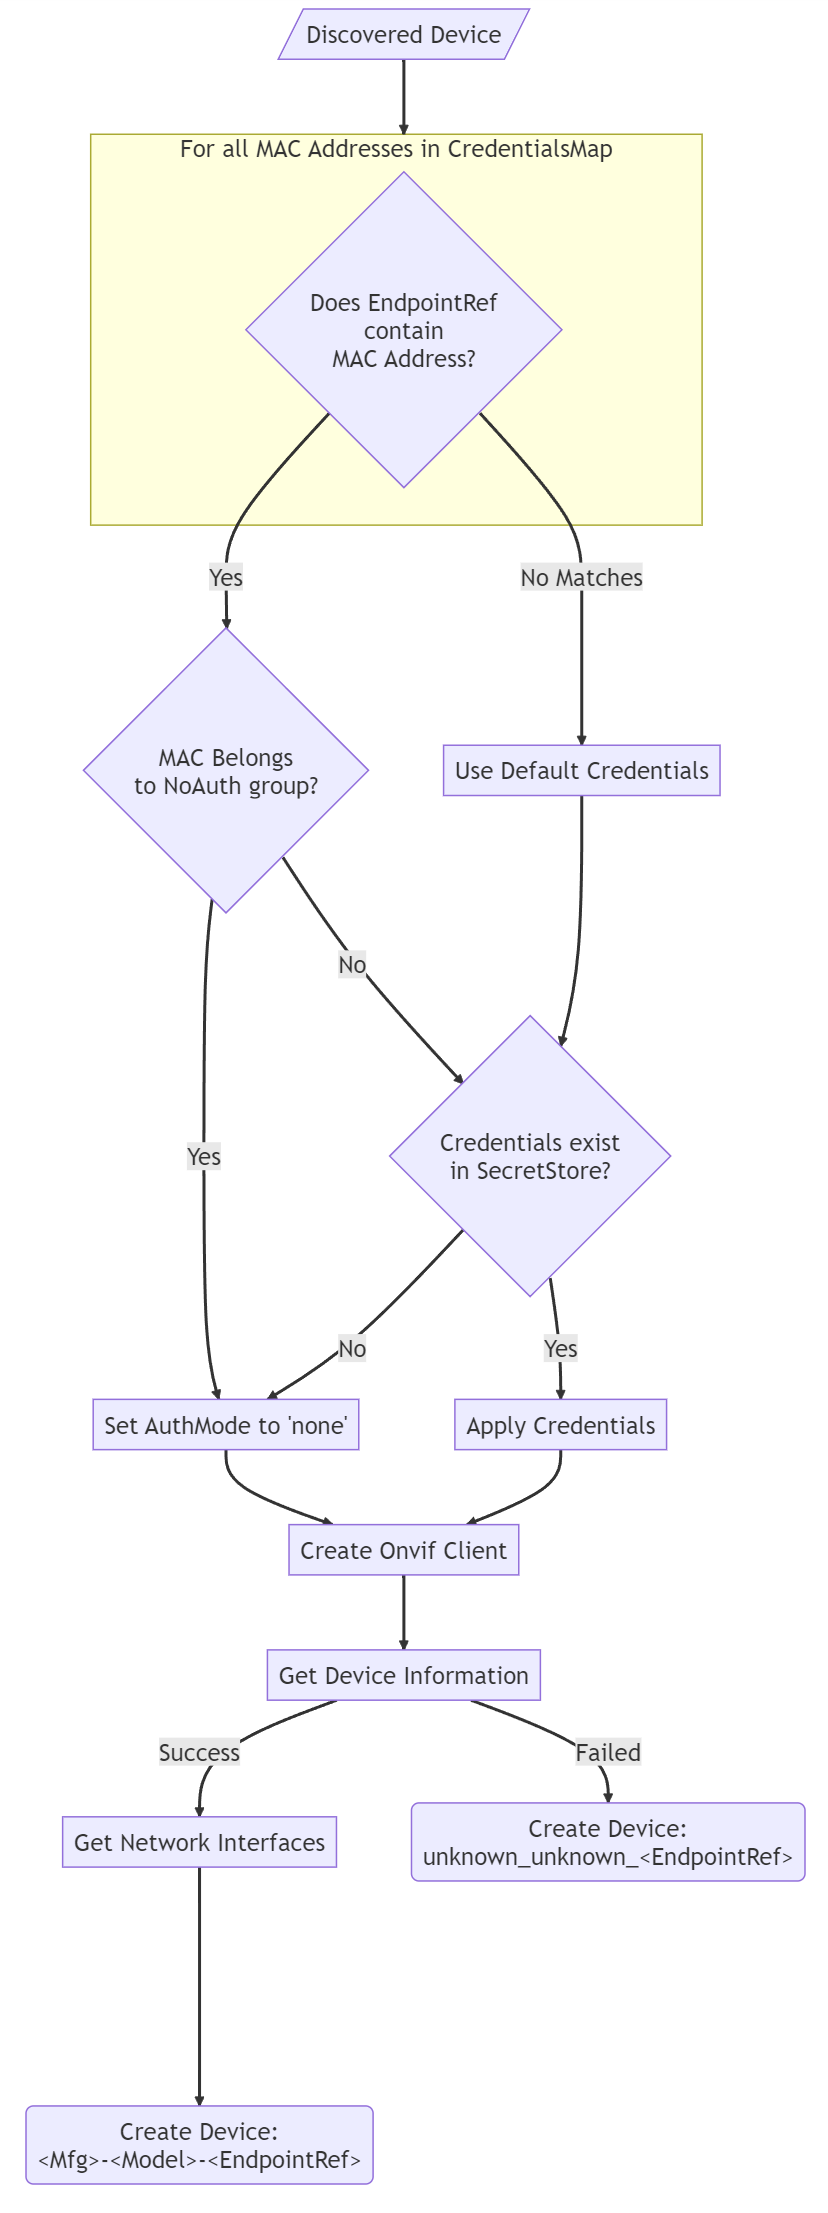 Discovered Device
For all MAC Addresses in CredentialsMap
Does EndpointRef
contain
MAC Address?
Yes
No Matches
MAC Belongs
to NoAuth group?
Use Default Credentials
No
Credentials exist
in SecretStore?
Yes
No
Yes
Set AuthMode to 'none'
Apply Credentials
Create Onvif Client
Get Device Information
Success
Failed
Get Network Interfaces
Create Device:
unknown_unknown_<EndpointRef>
Create Device:
<Mfg>-<Model>-<EndpointRef>